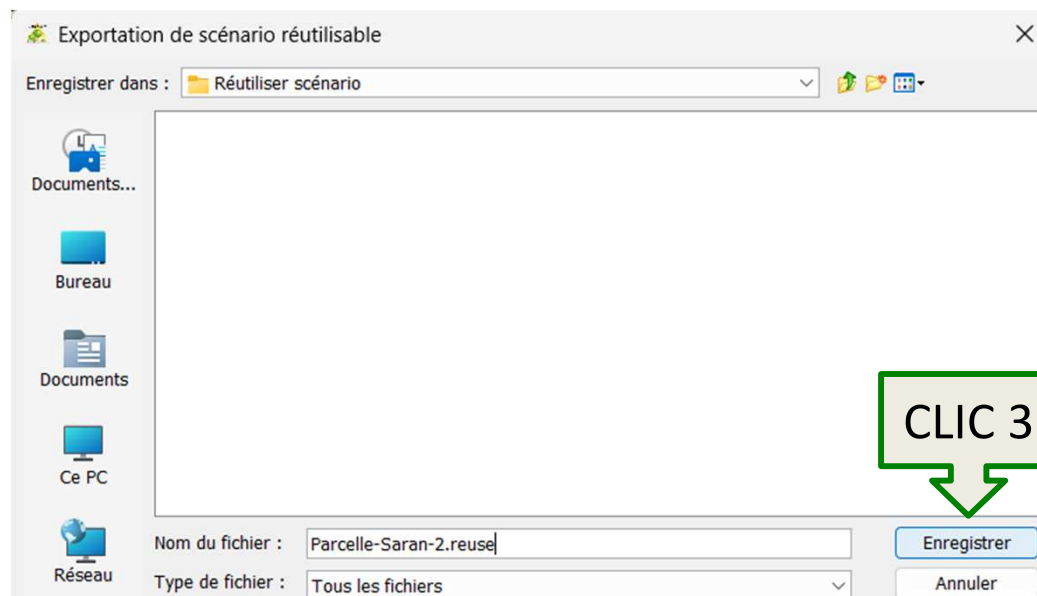 Exportation de scénario réutilisable
Enregistrer dans : Réutiliser scénario
Documents...
Bureau
Documents
CLIC 3
Ce PC
Nom du fichier : Parcelle-Saran-2.reuse Enregistrer
Réseau
Type de fichier : Tous les fichiers Annuler